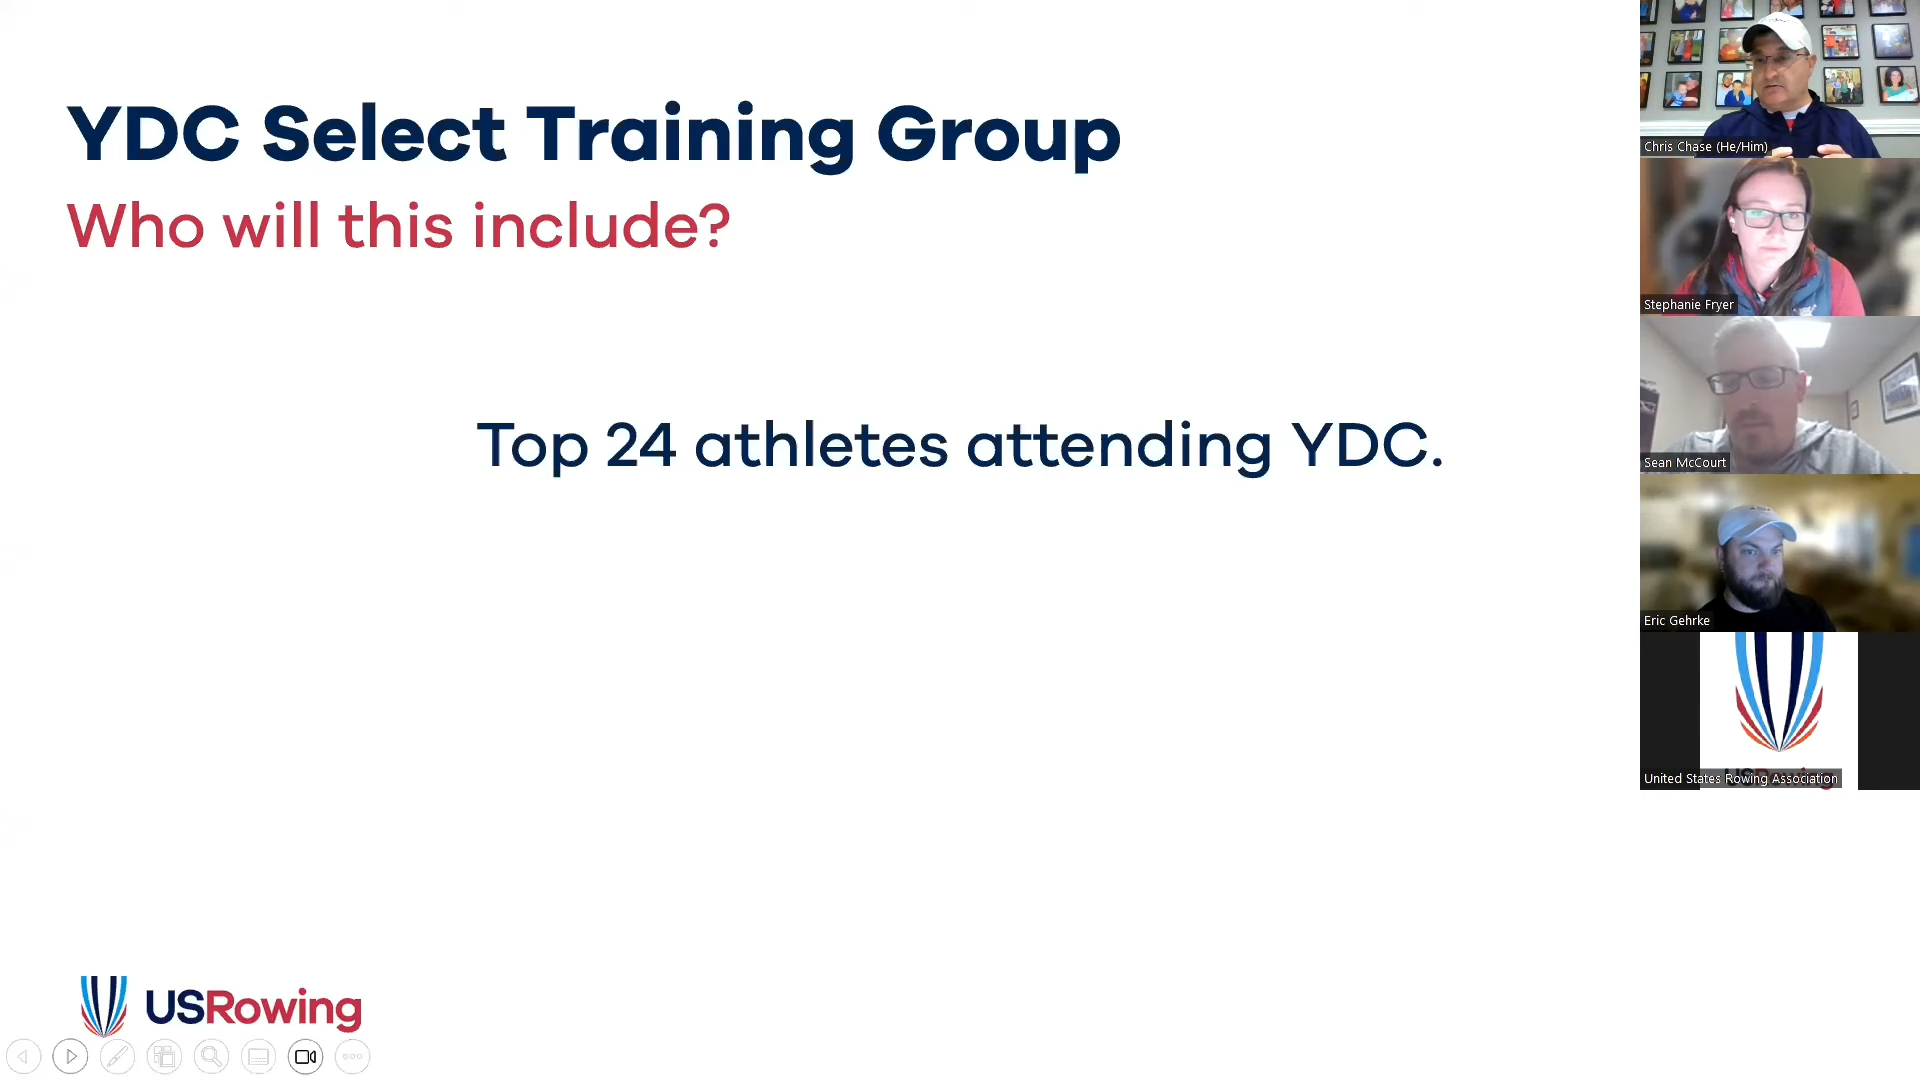 YDC Select Training Group
Who will this include?
Top 24 athletes attending YDC.
USRowing
Chris Chase (He/Him)
Stephanie Fryer
Sean McCourt
Eric Gehrke
United States Rowing Association